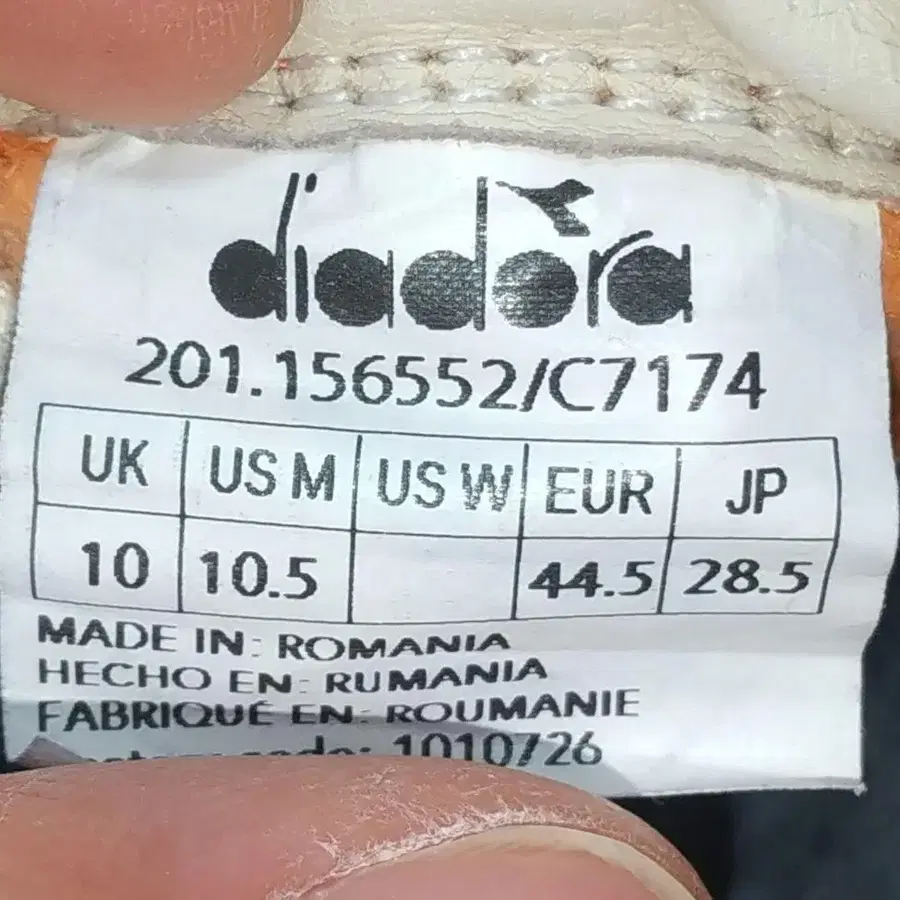 diadora
201.156552/C7174
UK US M US W EUR JP
10 10.5 44.5 28.5
MADE IN: ROMANIA
HECHO EN: RUMANIA
FABRIQUÉ EN: ROUMANIE
code: 1010726